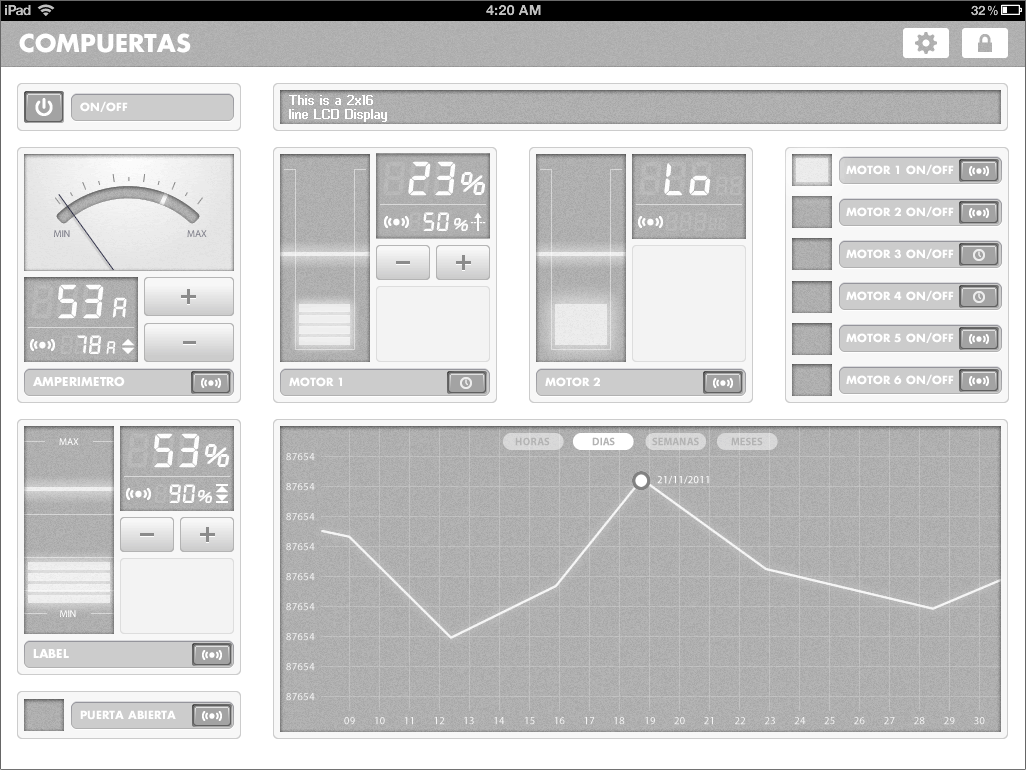 iPad 4:20 AM 32%
COMPUERTAS
ON/OFF
This is a 2x16
line LCD Display
MIN MAX
53A
78A
AMPERIMETRO
23%
50%
MOTOR 1
Lo
MOTOR 2
MOTOR 1 ON/OFF
MOTOR 2 ON/OFF
MOTOR 3 ON/OFF
MOTOR 4 ON/OFF
MOTOR 5 ON/OFF
MOTOR 6 ON/OFF
MAX
53%
90%
MIN
LABEL
PUERTA ABIERTA
HORAS DIAS SEMANAS MESES
87654
21/11/2011
87654
87654
87654
87654
87654
87654
87654
87654
09 10 11 12 13 14 15 16 17 18 19 20 21 22 23 24 25 26 28 29 30